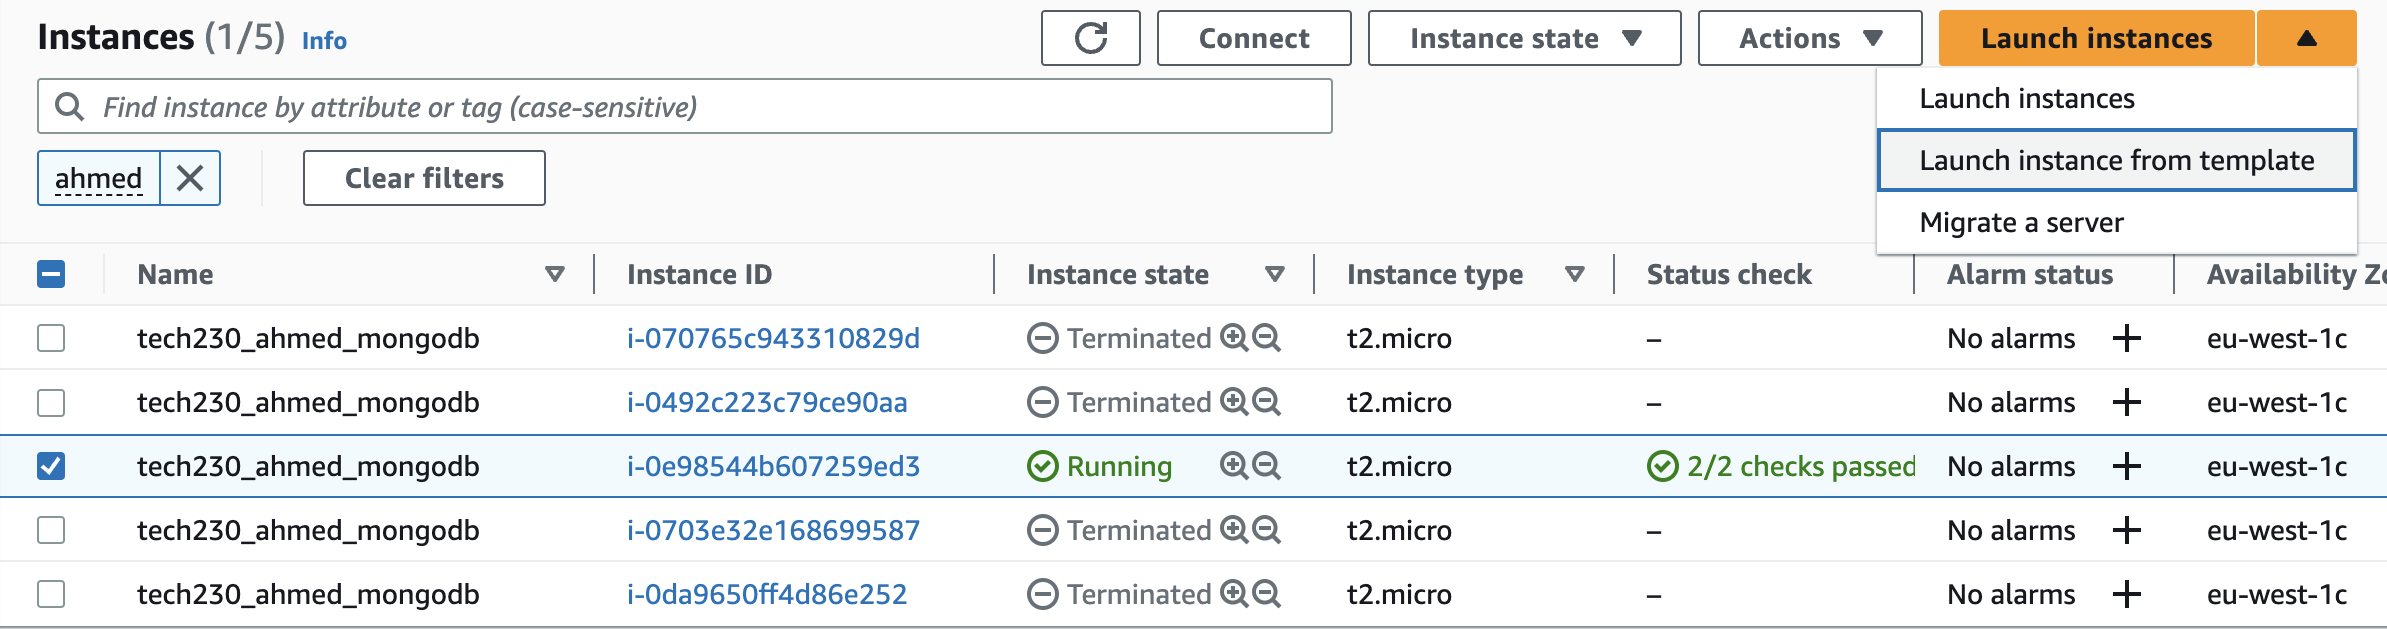 Instances (1/5) Info Connect Instance state Actions Launch instances
Find instance by attribute or tag (case-sensitive)
Launch instances
Launch instance from template
Migrate a server
ahmed Clear filters
Name Instance ID Instance state Instance type Status check Alarm status Availability Zo
tech230_ahmed_mongodb i-070765c943310829d Terminated t2.micro – No alarms + eu-west-1c
tech230_ahmed_mongodb i-0492c223c79ce90aa Terminated t2.micro – No alarms + eu-west-1c
tech230_ahmed_mongodb i-0e98544b607259ed3 Running t2.micro 2/2 checks passed No alarms + eu-west-1c
tech230_ahmed_mongodb i-0703e32e168699587 Terminated t2.micro – No alarms + eu-west-1c
tech230_ahmed_mongodb i-0da9650ff4d86e252 Terminated t2.micro – No alarms + eu-west-1c